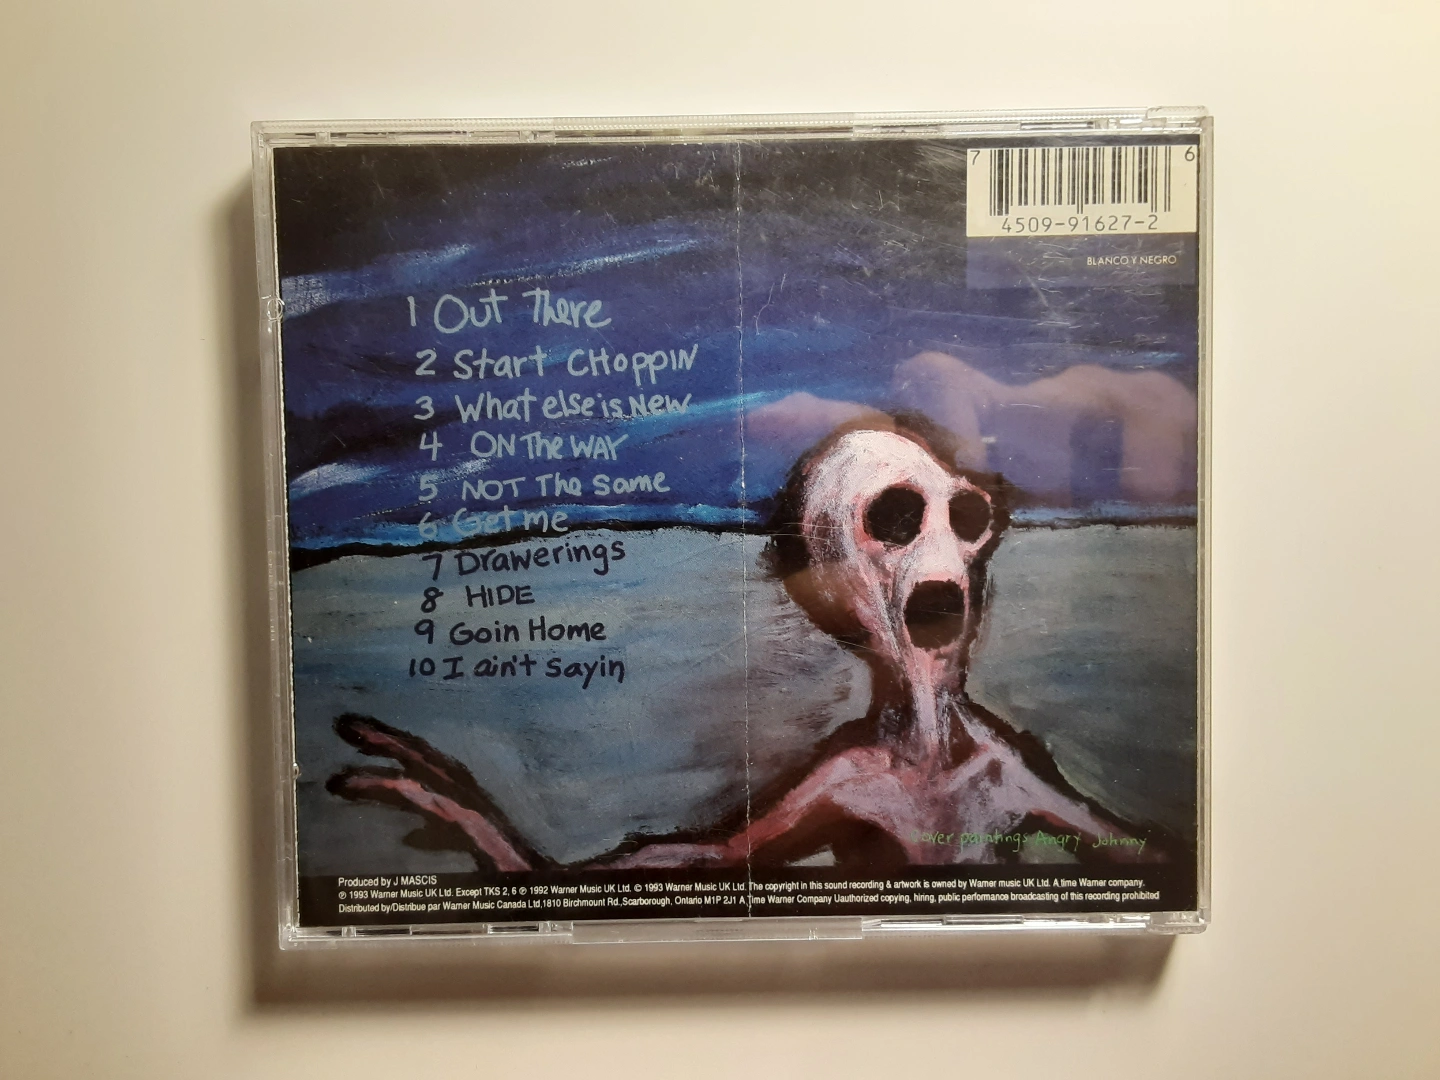 7 6
4509-91627-2
BLANCO Y NEGRO
1 Out There
2 Start CHOPPIN
3 What else is New
4 ON The WAY
5 NOT The Same
6 Get me
7 Drawerings
8 HIDE
9 Goin Home
10 I ain't sayin
Cover paintings Angry Johnny
Produced by J MASCIS
℗ 1993 Warner Music UK Ltd. Except TKS 2, 6 ℗ 1992 Warner Music UK Ltd. © 1993 Warner Music UK Ltd. The copyright in this sound recording & artwork is owned by Warner music UK Ltd. A time Warner company.
Distributed by/Distribue par Warner Music Canada Ltd,1810 Birchmount Rd.,Scarborough, Ontario M1P 2J1 A Time Warner Company Uauthorized copying, hiring, public performance broadcasting of this recording prohibited